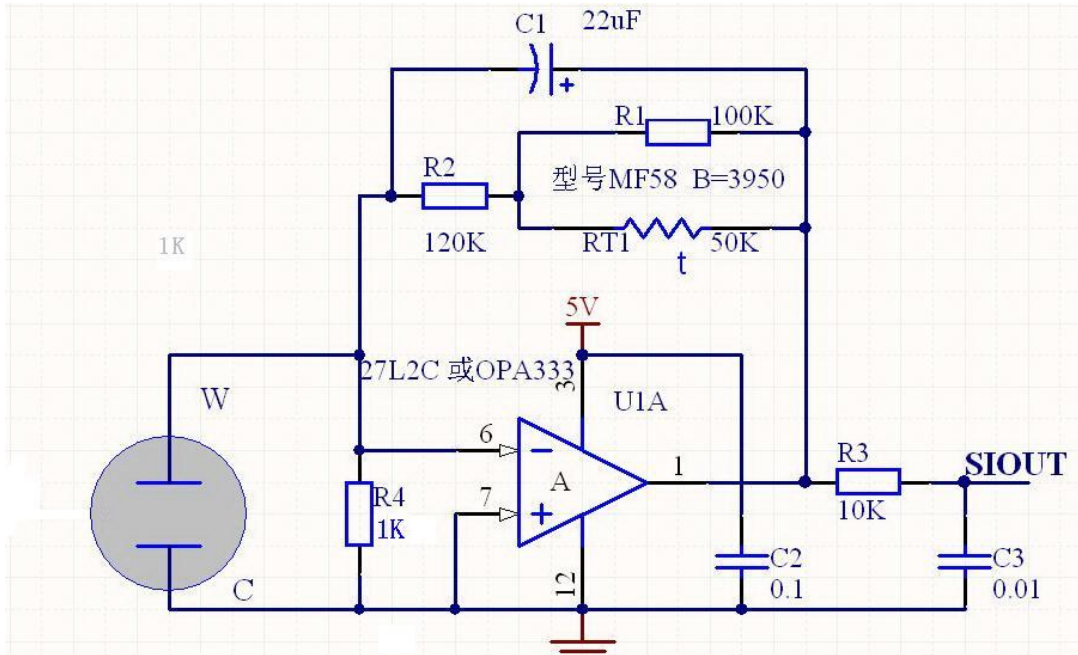 C1 22uF
R1 100K
R2
型号MF58 B=3950
1K
120K
RT1 50K
t
5V
27L2C 或OPA333
3
W
U1A
6
R3
SIOUT
1
A
R4
7
1K
10K
C2
C3
C
12
0.1
0.01